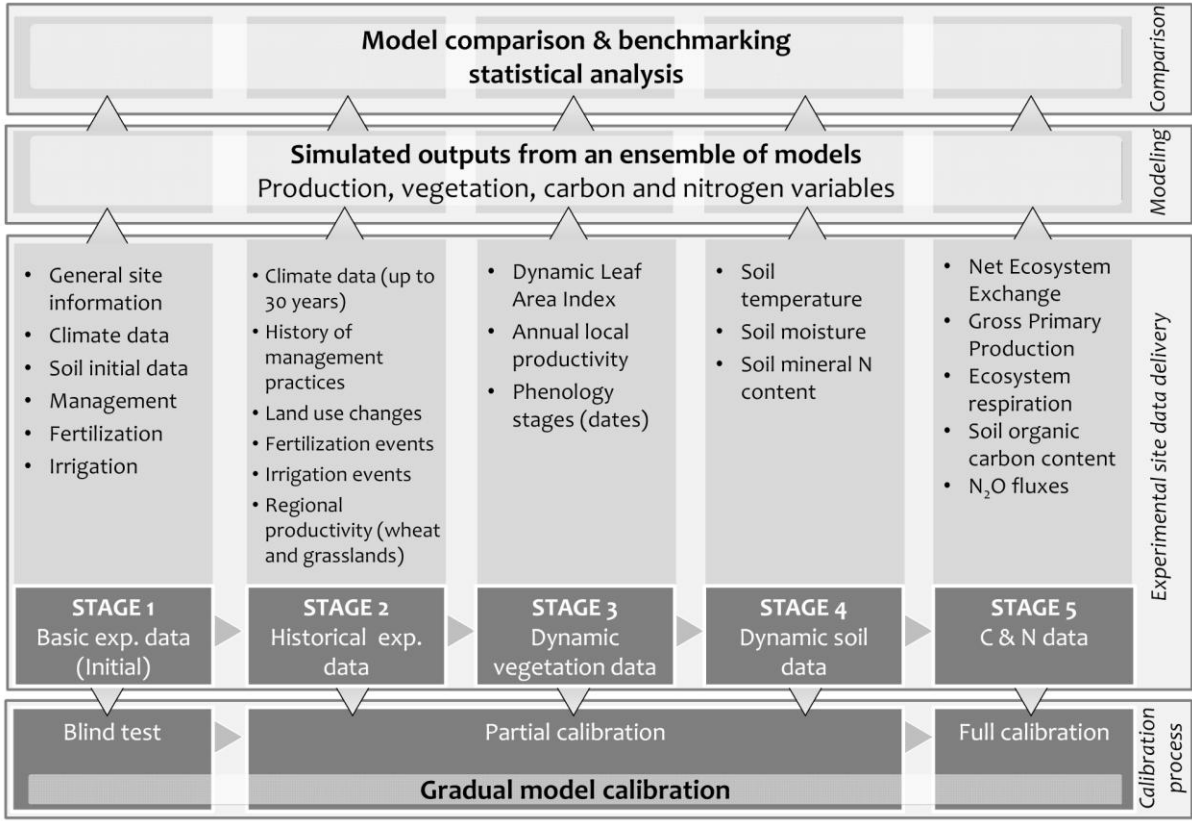 Model comparison & benchmarking
statistical analysis
Comparison
Simulated outputs from an ensemble of models
Production, vegetation, carbon and nitrogen variables
Modeling
• General site
information
• Climate data
• Soil initial data
• Management
• Fertilization
• Irrigation
• Climate data (up to
30 years)
• History of
management
practices
• Land use changes
• Fertilization events
• Irrigation events
• Regional
productivity (wheat
and grasslands)
• Dynamic Leaf
Area Index
• Annual local
productivity
• Phenology
stages (dates)
• Soil
temperature
• Soil moisture
• Soil mineral N
content
• Net Ecosystem
Exchange
• Gross Primary
Production
• Ecosystem
respiration
• Soil organic
carbon content
• N₂O fluxes
Experimental site data delivery
STAGE 1
Basic exp. data
(Initial)
STAGE 2
Historical exp.
data
STAGE 3
Dynamic
vegetation data
STAGE 4
Dynamic soil
data
STAGE 5
C & N data
Blind test
Partial calibration
Full calibration
Gradual model calibration
Calibration
process